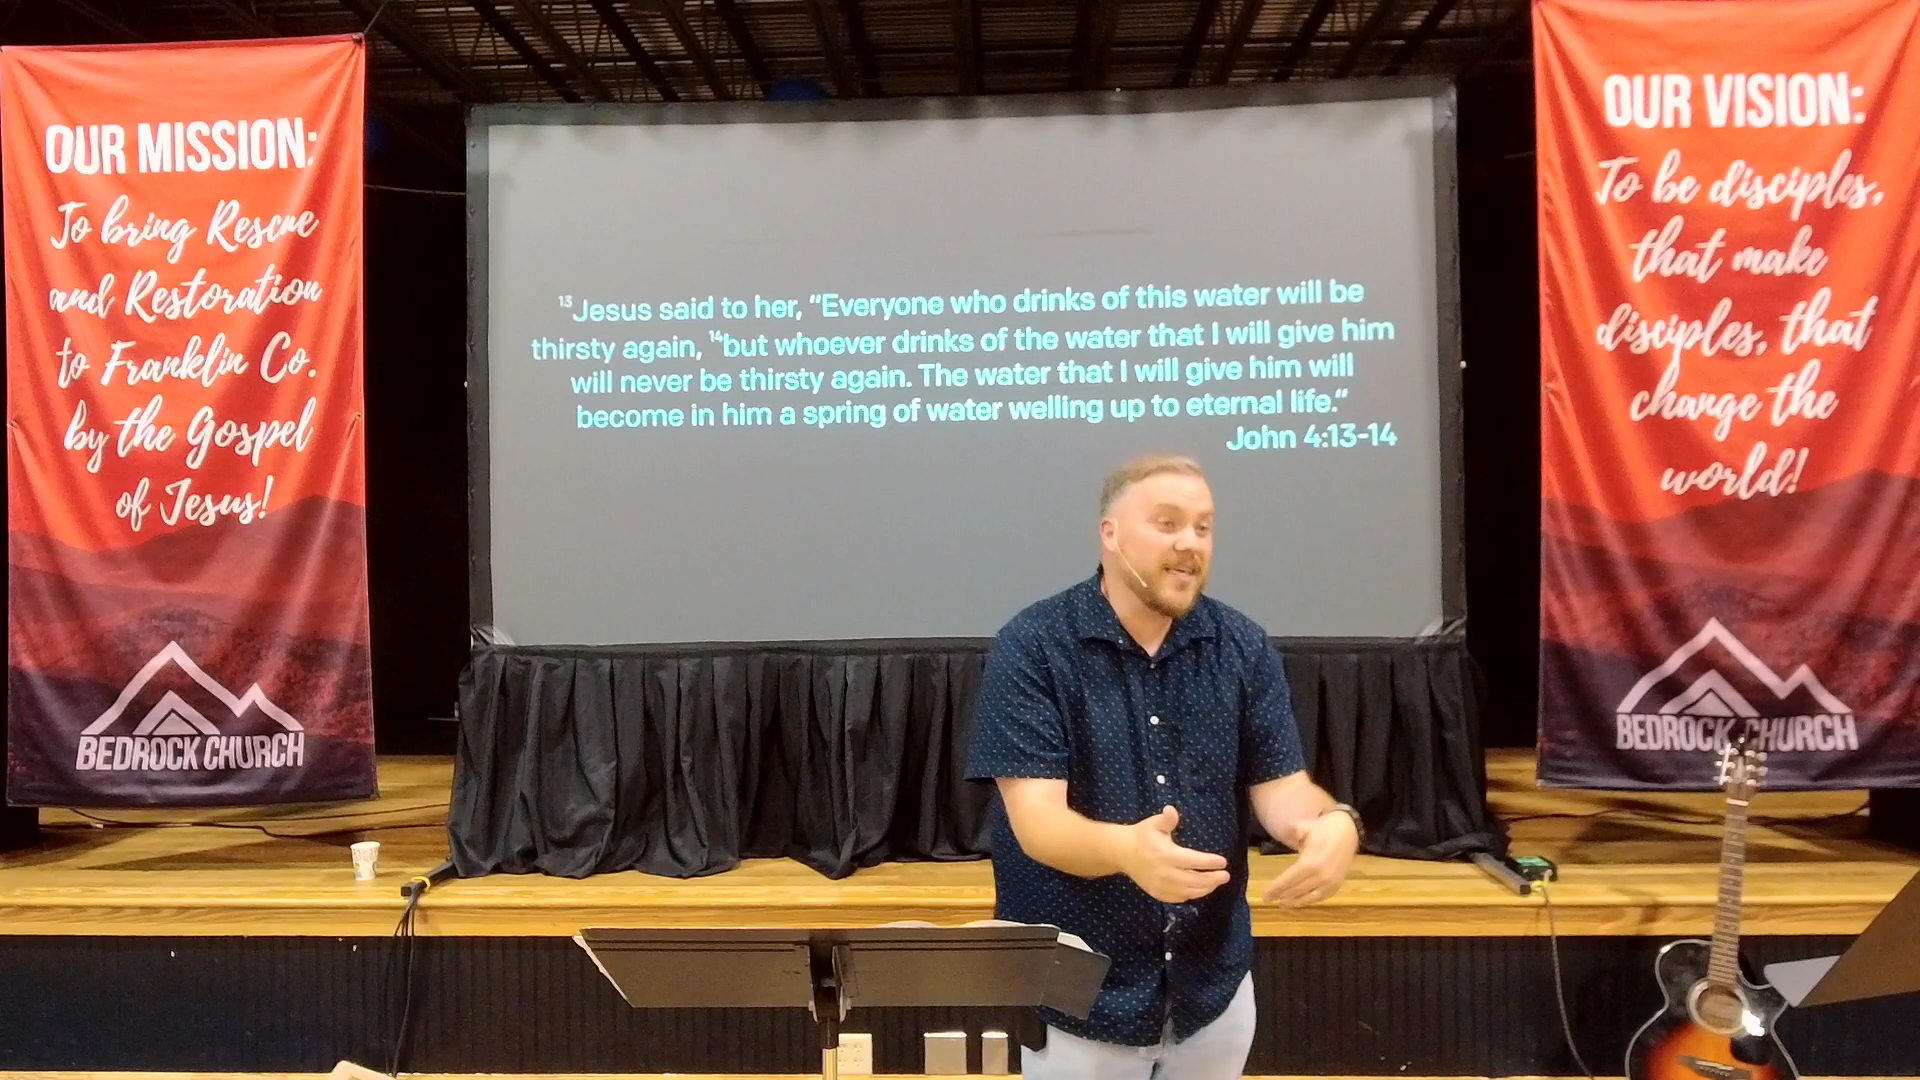 OUR MISSION:
To bring Rescue
and Restoration
to Franklin Co.
by the Gospel
of Jesus!
BEDROCK CHURCH
13 Jesus said to her, “Everyone who drinks of this water will be
thirsty again, 14 but whoever drinks of the water that I will give him
will never be thirsty again. The water that I will give him will
become in him a spring of water welling up to eternal life.”
John 4:13-14
OUR VISION:
To be disciples,
that make
disciples, that
change the
world!
BEDROCK CHURCH